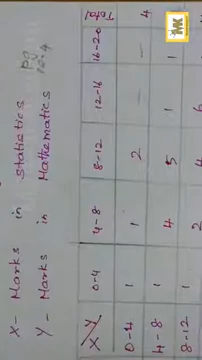 X - Marks in Statistics
Y - Marks in Mathematics
X Y 0-4 4-8 8-12 12-16 16-20 Total
0-4 1 1 2 - - 4
4-8 1 4 5 1 1
8-12 1 2 4 6